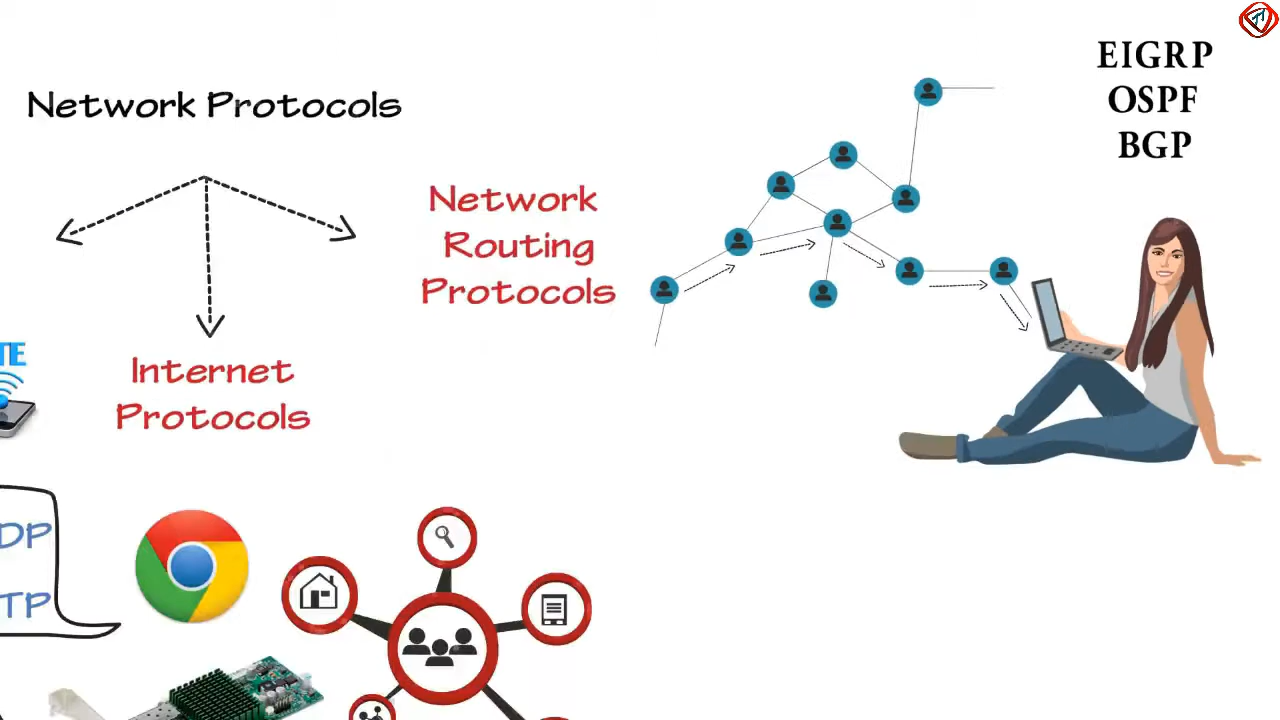 EIGRP
OSPF
BGP
Network Protocols
Network
Routing
Protocols
TE
Internet
Protocols
DP
TP